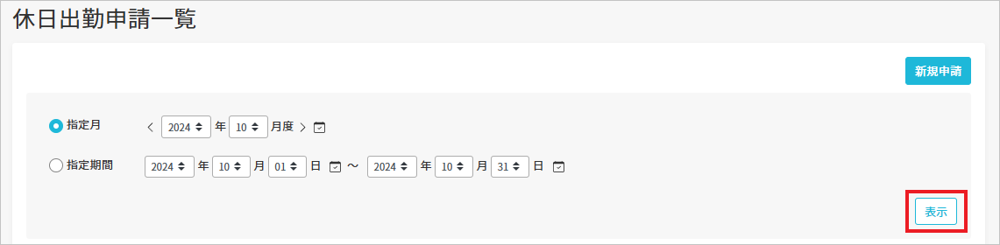 休日出勤申請一覧
新規申請
指定月 2024 年 10 月度
指定期間 2024 年 10 月 01 日 ～ 2024 年 10 月 31 日
表示